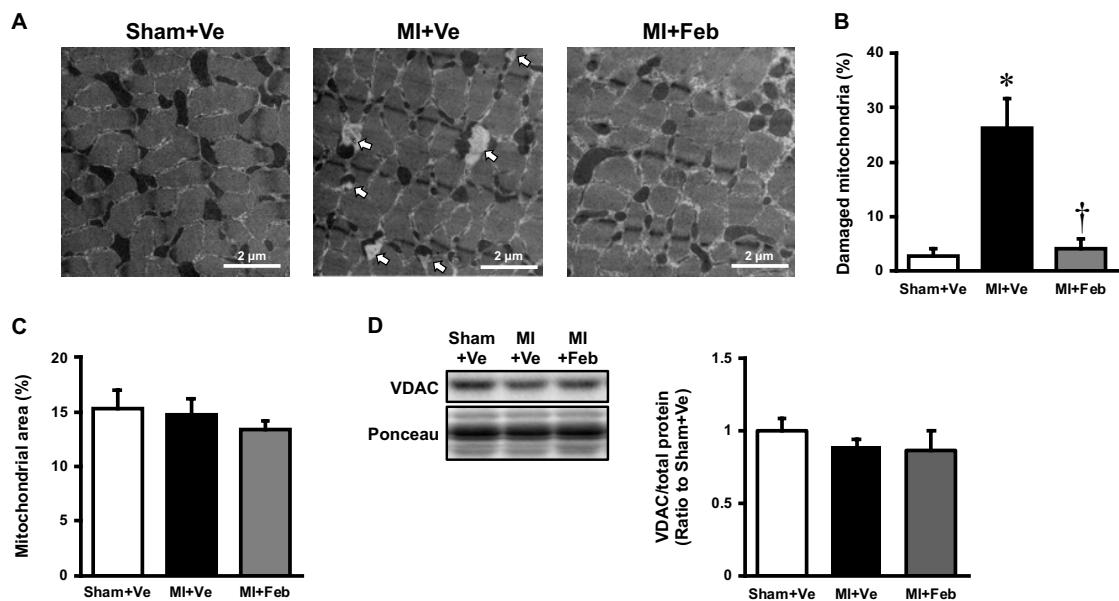 A
Sham+Ve
MI+Ve
MI+Feb
2 µm
2 µm
2 µm
B
Damaged mitochondria (%)
40
30
20
10
0
*
†
Sham+Ve
MI+Ve
MI+Feb
C
Mitochondrial area (%)
20
15
10
5
0
Sham+Ve
MI+Ve
MI+Feb
D
Sham
+Ve
MI
+Ve
MI
+Feb
VDAC
Ponceau
VDAC/total protein
(Ratio to Sham+Ve)
1.5
1
0.5
0
Sham+Ve
MI+Ve
MI+Feb